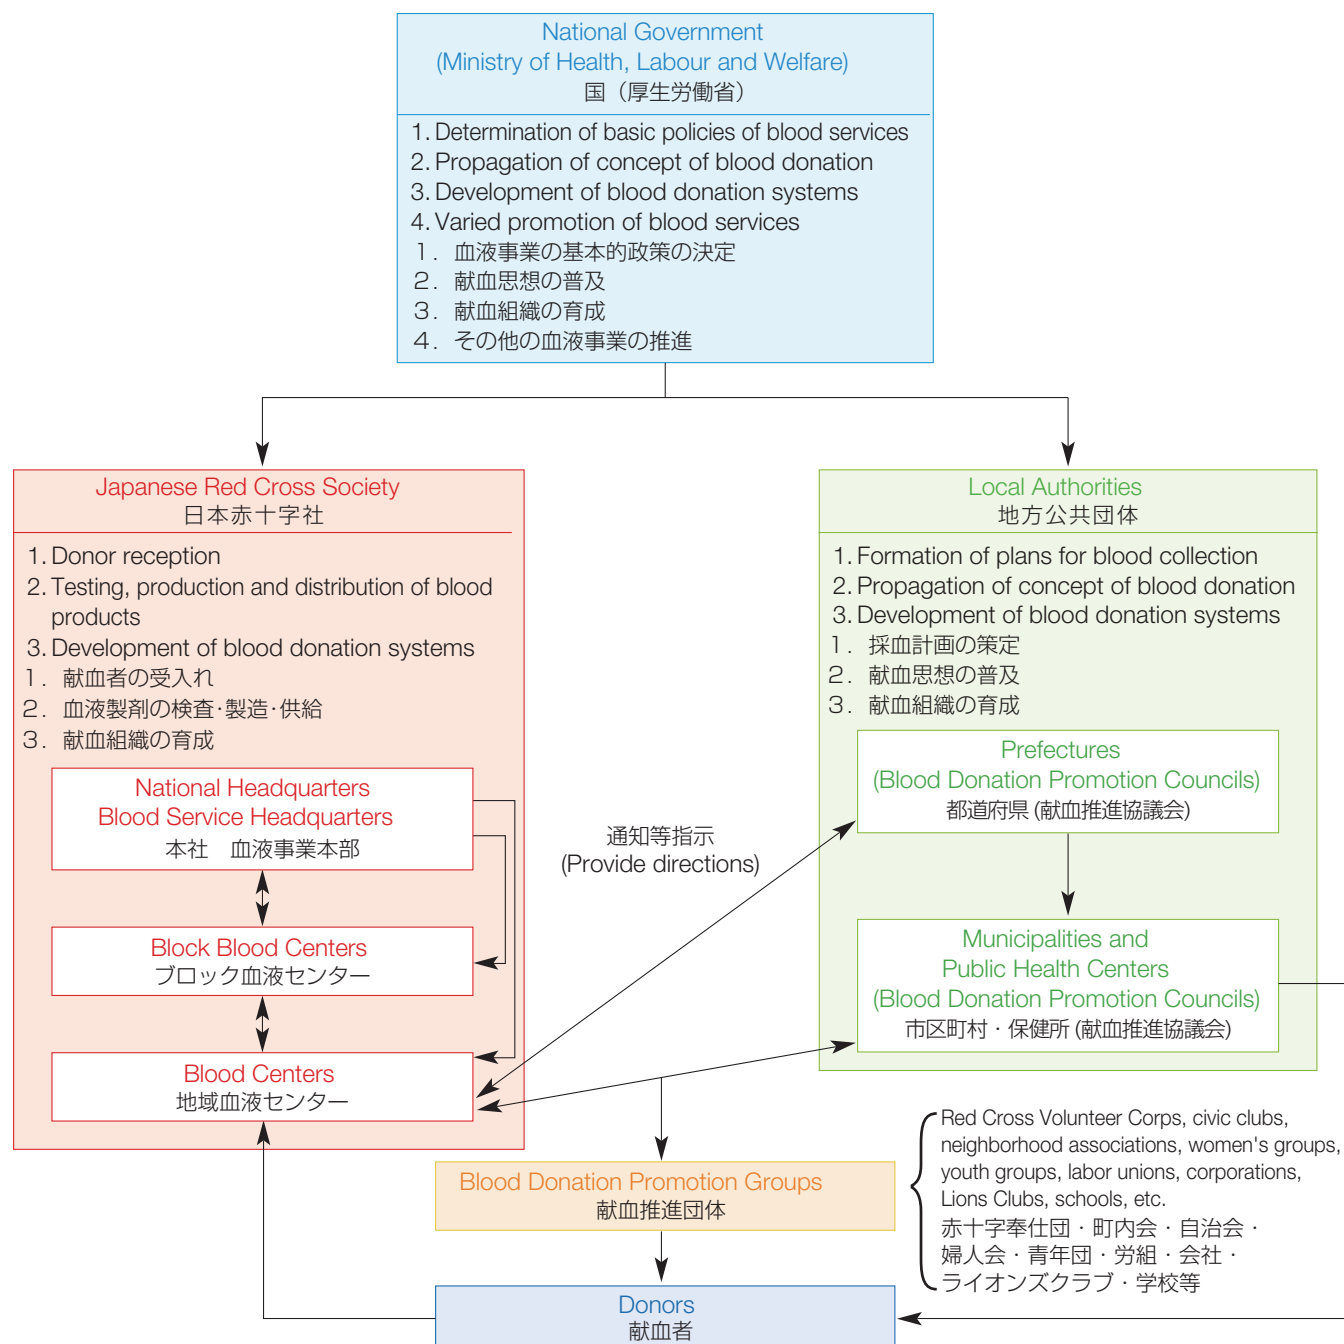 National Government
(Ministry of Health, Labour and Welfare)
国（厚生労働省）
1. Determination of basic policies of blood services
2. Propagation of concept of blood donation
3. Development of blood donation systems
4. Varied promotion of blood services
１．血液事業の基本的政策の決定
２．献血思想の普及
３．献血組織の育成
４．その他の血液事業の推進
Japanese Red Cross Society
日本赤十字社
1. Donor reception
2. Testing, production and distribution of blood
products
3. Development of blood donation systems
１．献血者の受入れ
２．血液製剤の検査・製造・供給
３．献血組織の育成
National Headquarters
Blood Service Headquarters
本社　血液事業本部
Block Blood Centers
ブロック血液センター
Blood Centers
地域血液センター
通知等指示
(Provide directions)
Local Authorities
地方公共団体
1. Formation of plans for blood collection
2. Propagation of concept of blood donation
3. Development of blood donation systems
１．採血計画の策定
２．献血思想の普及
３．献血組織の育成
Prefectures
(Blood Donation Promotion Councils)
都道府県 (献血推進協議会)
Municipalities and
Public Health Centers
(Blood Donation Promotion Councils)
市区町村・保健所 (献血推進協議会)
Blood Donation Promotion Groups
献血推進団体
Red Cross Volunteer Corps, civic clubs,
neighborhood associations, women's groups,
youth groups, labor unions, corporations,
Lions Clubs, schools, etc.
赤十字奉仕団・町内会・自治会・
婦人会・青年団・労組・会社・
ライオンズクラブ・学校等
Donors
献血者